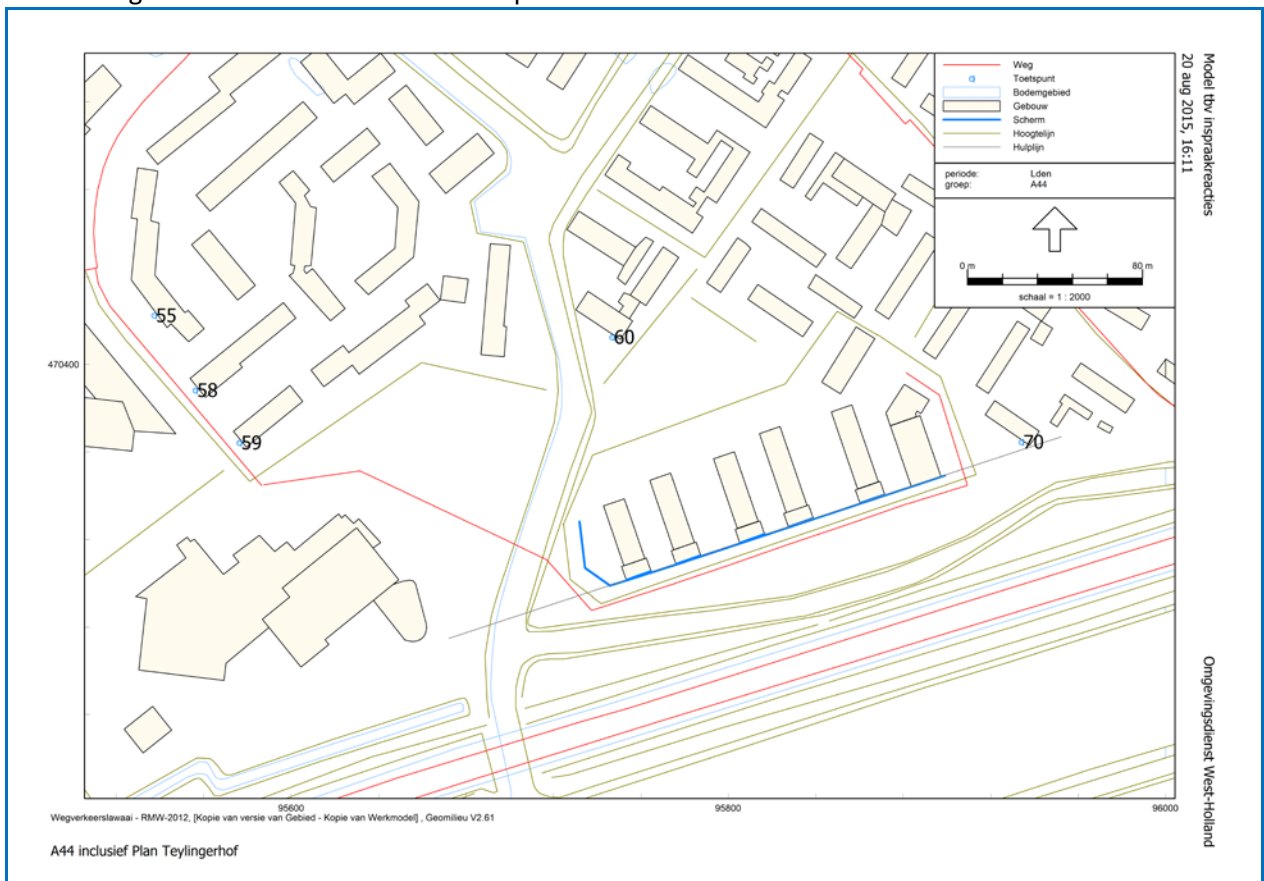 Model tbv inspraakreacties
20 aug 2015, 16:11
Weg
Toetspunt
Bodemgebied
Gebouw
Scherm
Hoogtelijn
Hulplijn
periode: Lden
groep: A44
0 m 80 m
schaal = 1 : 2000
55
60
470400
58
59
70
Omgevingsdienst West-Holland
95600 95800 96000
Wegverkeerslawaai - RMW-2012, [Kopie van versie van Gebied - Kopie van Werkmodel] , Geomilieu V2.61
A44 inclusief Plan Teylingerhof